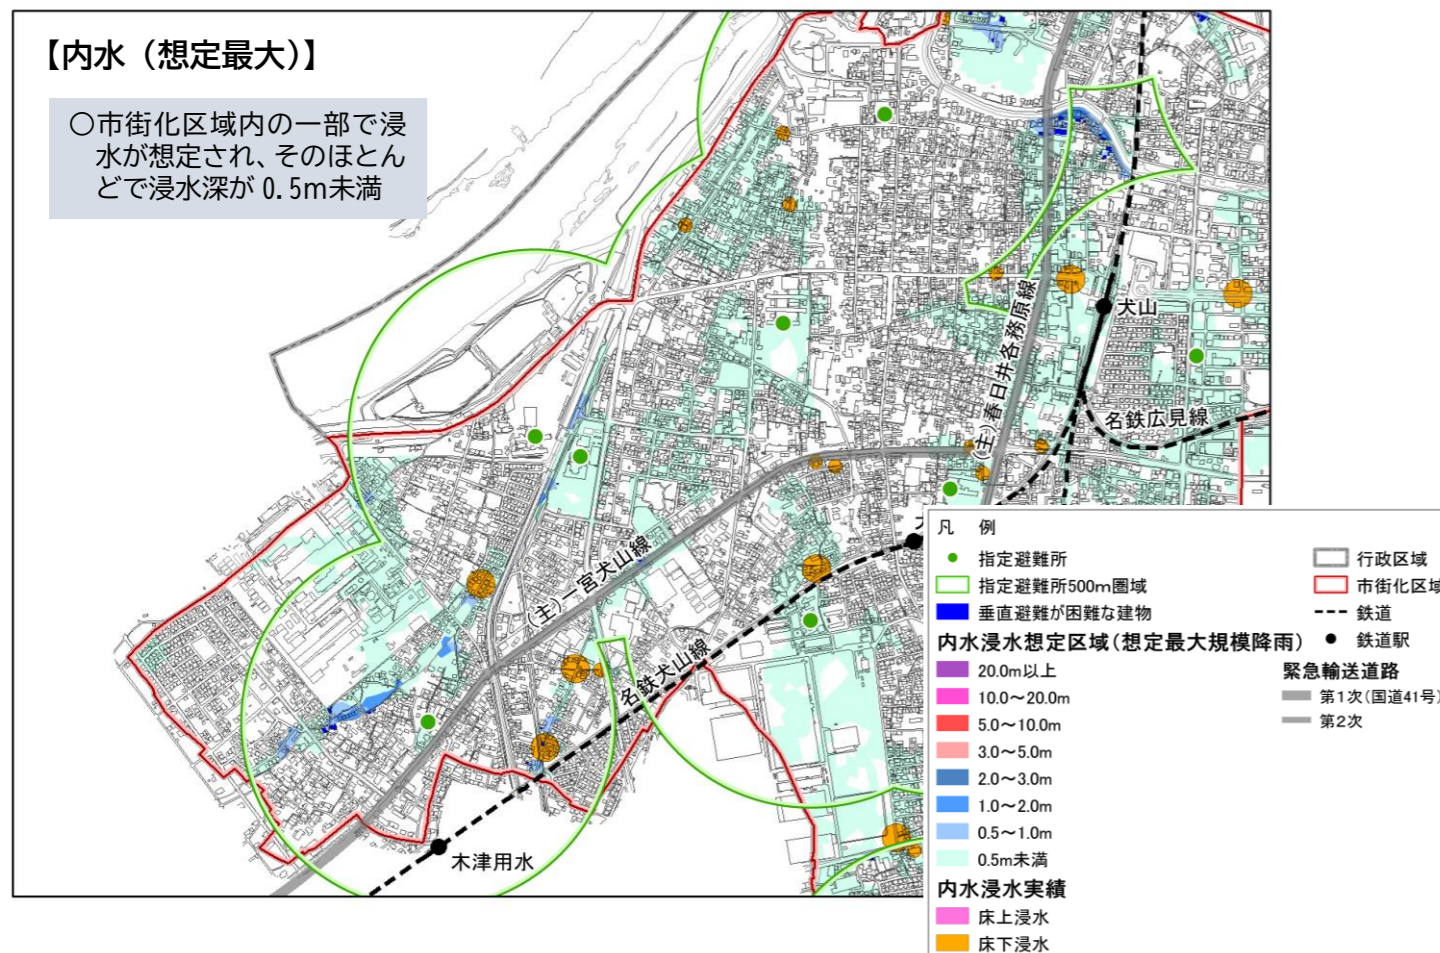 【内水（想定最大）】
〇市街化区域内の一部で浸
水が想定され、そのほとん
どで浸水深が0.5m未満
犬山
(主)春日井各務原線
名鉄広見線
(主)一宮犬山線
名鉄犬山線
木津用水
凡 例
指定避難所
指定避難所500m圏域
垂直避難が困難な建物
内水浸水想定区域(想定最大規模降雨)
20.0m以上
10.0～20.0m
5.0～10.0m
3.0～5.0m
2.0～3.0m
1.0～2.0m
0.5～1.0m
0.5m未満
内水浸水実績
床上浸水
床下浸水
行政区域
市街化区域
鉄道
鉄道駅
緊急輸送道路
第1次(国道41号)
第2次